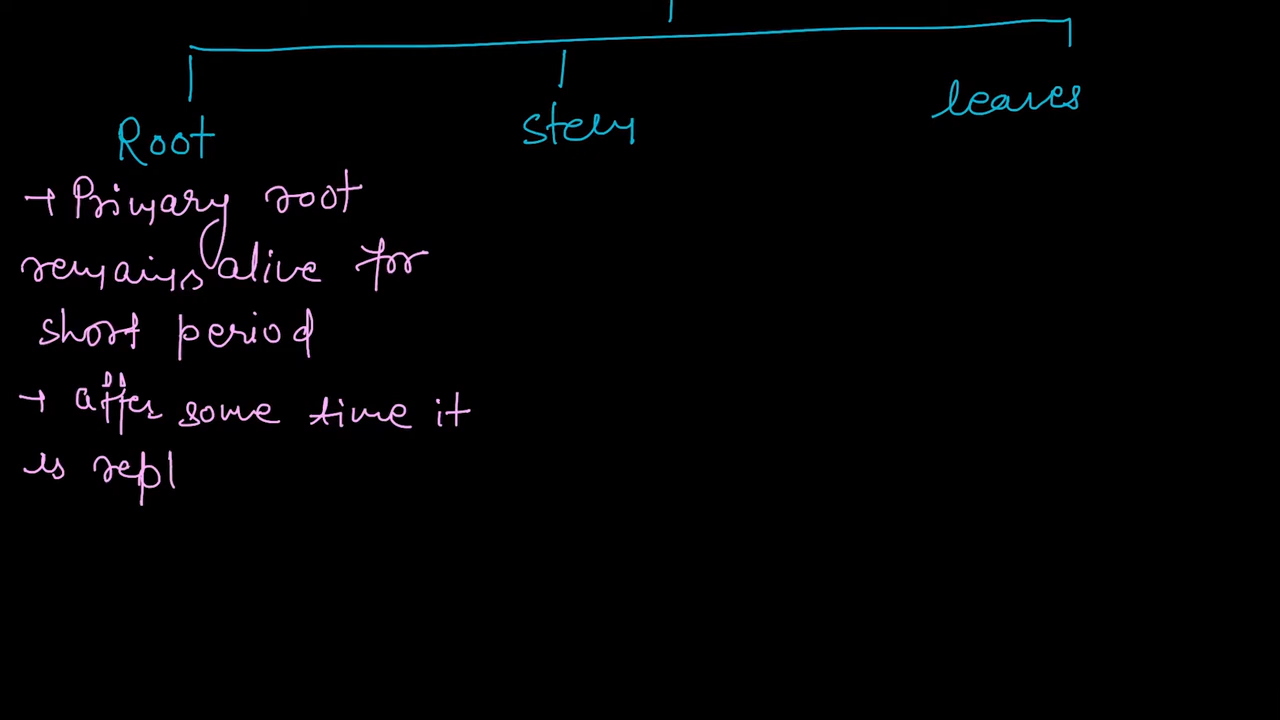 Root
stem
leaves
→ Primary root
remains alive for
short period
→ after some time it
is repl